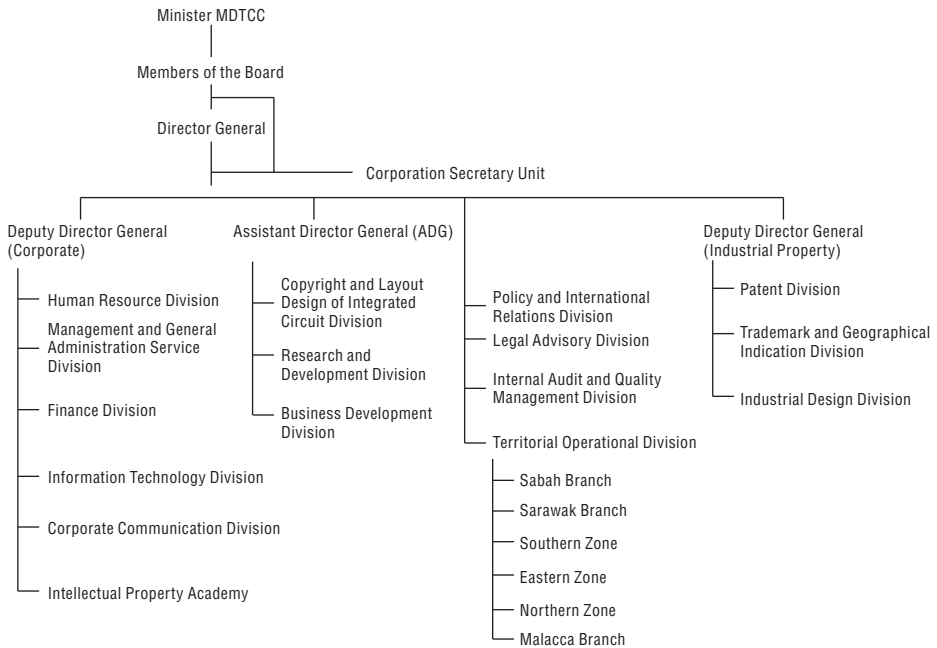 Minister MDTCC
Members of the Board
Director General
Corporation Secretary Unit
Deputy Director General
(Corporate)
Human Resource Division
Management and General
Administration Service
Division
Finance Division
Information Technology Division
Corporate Communication Division
Intellectual Property Academy
Assistant Director General (ADG)
Copyright and Layout
Design of Integrated
Circuit Division
Research and
Development Division
Business Development
Division
Policy and International
Relations Division
Legal Advisory Division
Internal Audit and Quality
Management Division
Territorial Operational Division
Sabah Branch
Sarawak Branch
Southern Zone
Eastern Zone
Northern Zone
Malacca Branch
Deputy Director General
(Industrial Property)
Patent Division
Trademark and Geographical
Indication Division
Industrial Design Division